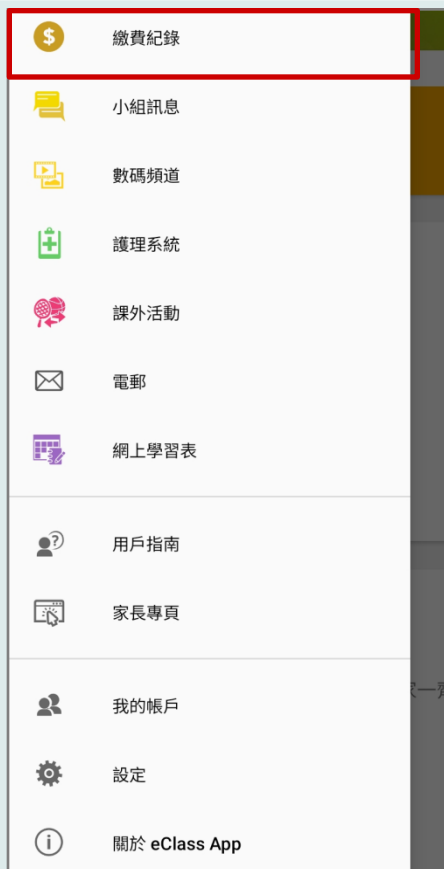 繳費紀錄
小組訊息
數碼頻道
護理系統
課外活動
電郵
網上學習表
用戶指南
家長專頁
我的帳戶
設定
關於 eClass App